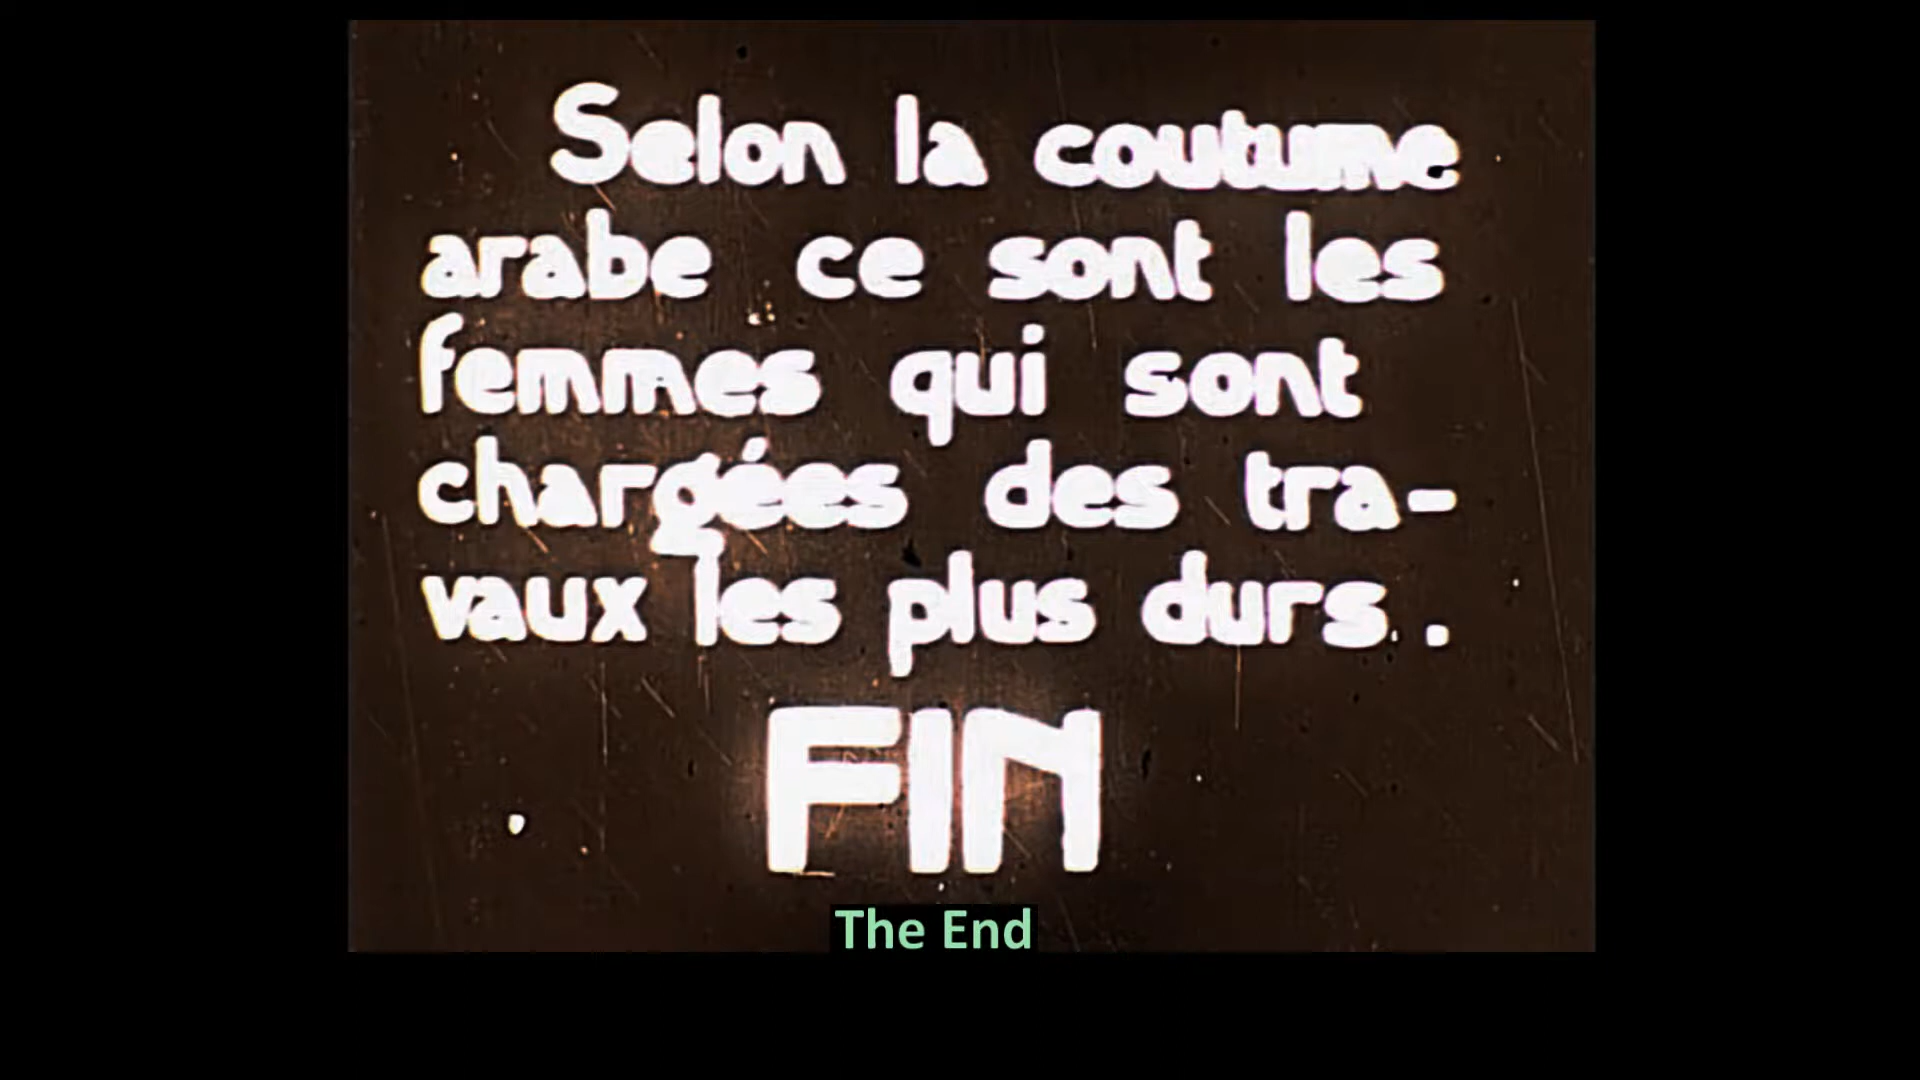 Selon la coutume
arabe ce sont les
femmes qui sont
chargées des tra-
vaux les plus durs.
FIN
The End